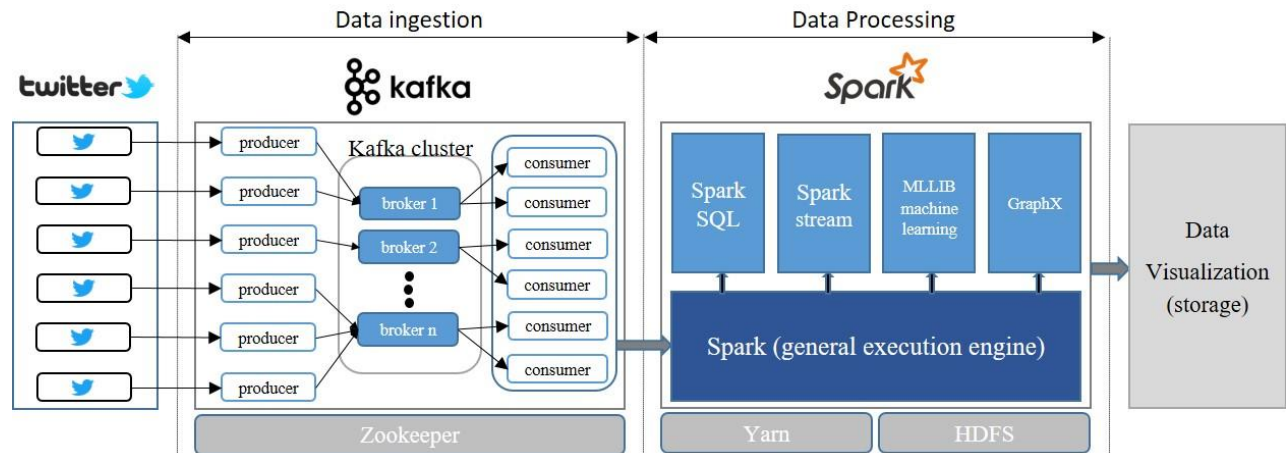 Data ingestion
Data Processing
twitter
kafka
Spark
producer
producer
producer
producer
producer
producer
Kafka cluster
broker 1
broker 2
broker n
consumer
consumer
consumer
consumer
consumer
consumer
Zookeeper
Spark
SQL
Spark
stream
MLLIB
machine
learning
GraphX
Spark (general execution engine)
Yarn
HDFS
Data
Visualization
(storage)